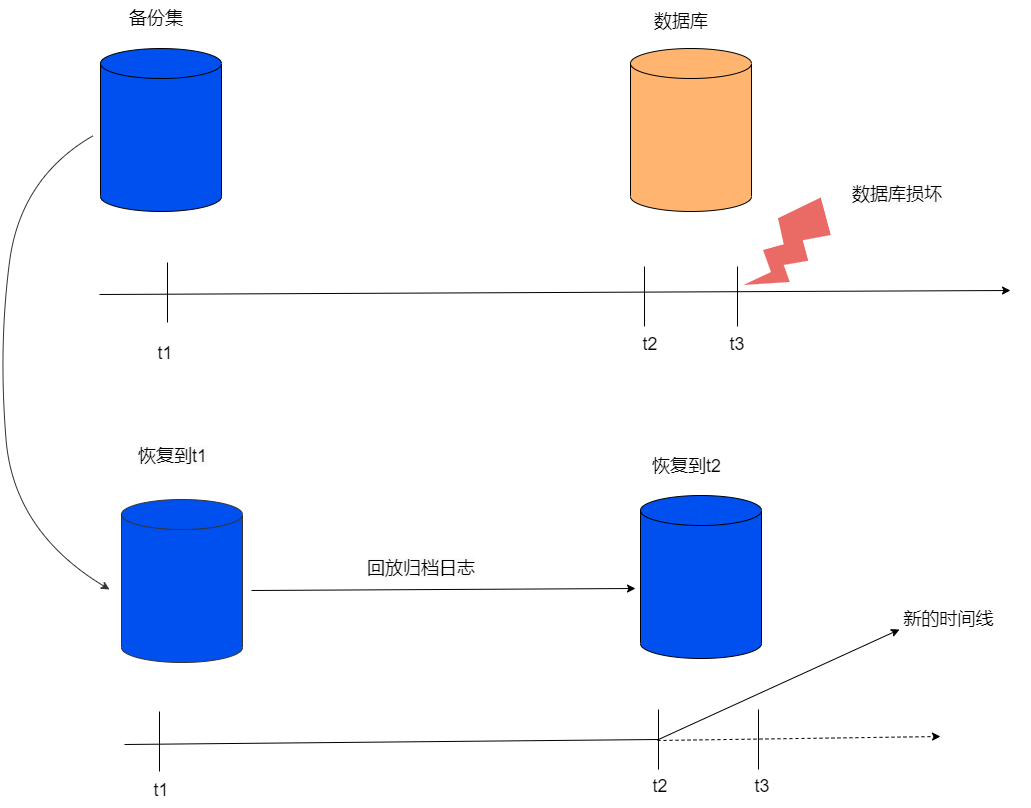 备份集
数据库
数据库损坏
t1
t2
t3
恢复到t1
恢复到t2
回放归档日志
新的时间线
t1
t2
t3